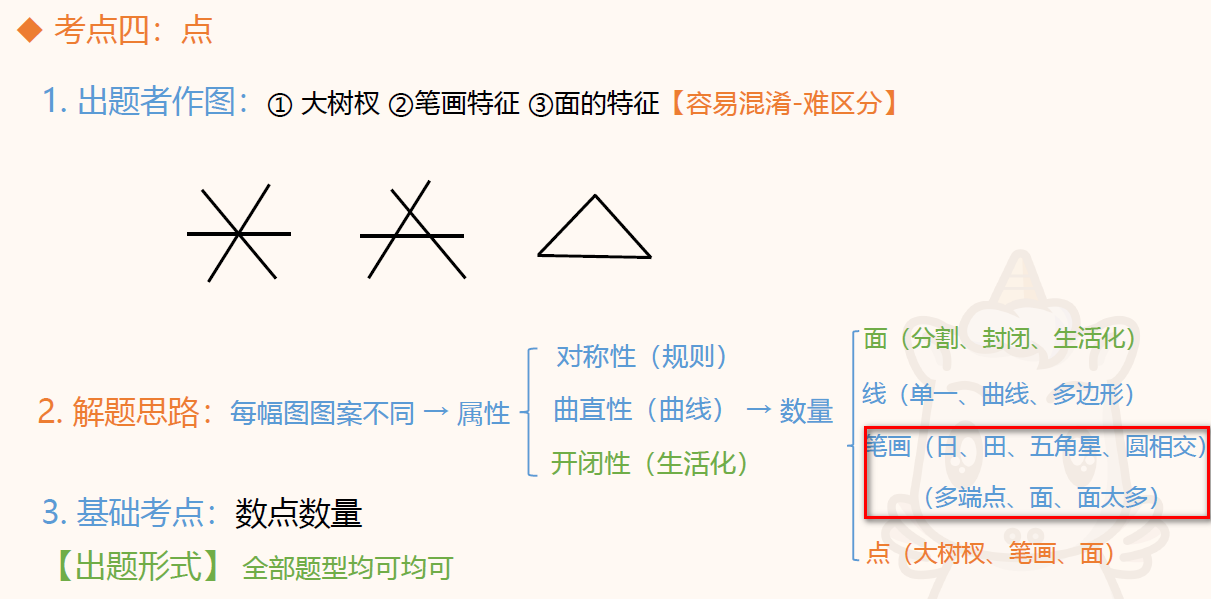 ◆ 考点四：点
1. 出题者作图：① 大树杈 ②笔画特征 ③面的特征【容易混淆-难区分】
2. 解题思路：每幅图图案不同 → 属性
对称性（规则）
曲直性（曲线） → 数量
开闭性（生活化）
面（分割、封闭、生活化）
线（单一、曲线、多边形）
笔画（日、田、五角星、圆相交）
（多端点、面、面太多）
点（大树杈、笔画、面）
3. 基础考点：数点数量
【出题形式】 全部题型均可均可